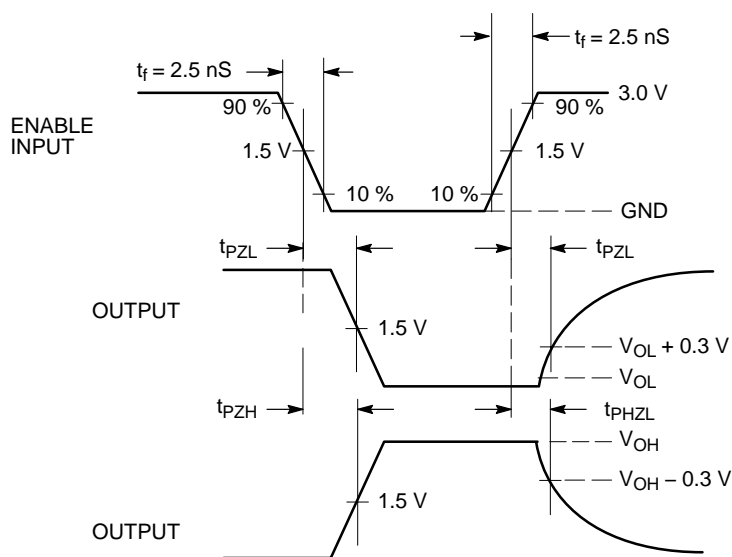 t_f = 2.5 nS
t_f = 2.5 nS
90 %
90 %
3.0 V
ENABLE
INPUT
1.5 V
1.5 V
10 %
10 %
GND
t_PZL
t_PZL
OUTPUT
1.5 V
V_OL + 0.3 V
V_OL
t_PZH
t_PHZL
V_OH
V_OH – 0.3 V
1.5 V
OUTPUT